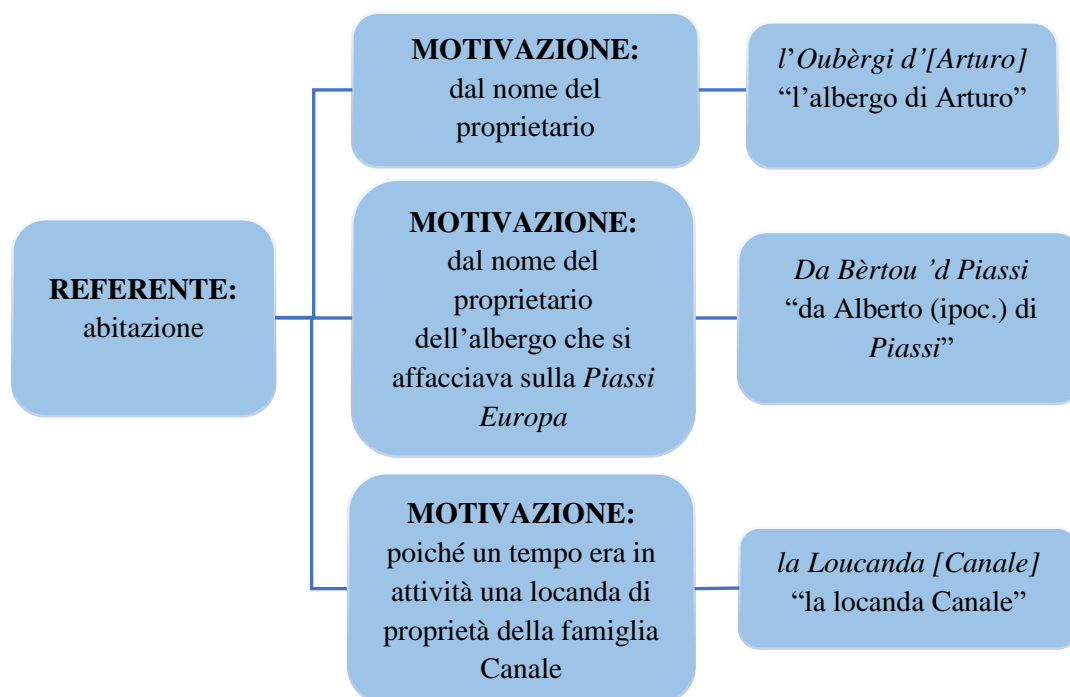 REFERENTE:
abitazione
MOTIVAZIONE:
dal nome del
proprietario
l’Oubèrgi d’[Arturo]
“l’albergo di Arturo”
MOTIVAZIONE:
dal nome del
proprietario
dell’albergo che si
affacciava sulla Piassi
Europa
Da Bèrtou ’d Piassi
“da Alberto (ipoc.) di
Piassi”
MOTIVAZIONE:
poiché un tempo era in
attività una locanda di
proprietà della famiglia
Canale
la Loucanda [Canale]
“la locanda Canale”